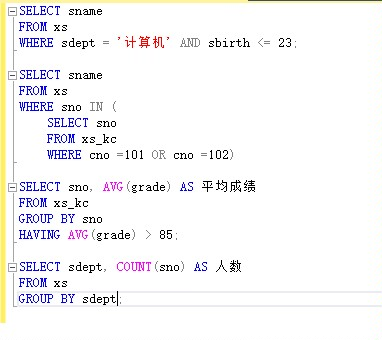 SELECT sname
FROM xs
WHERE sdept = '计算机' AND sbirth <= 23;
SELECT sname
FROM xs
WHERE sno IN (
SELECT sno
FROM xs_kc
WHERE cno =101 OR cno =102)
SELECT sno, AVG(grade) AS 平均成绩
FROM xs_kc
GROUP BY sno
HAVING AVG(grade) > 85;
SELECT sdept, COUNT(sno) AS 人数
FROM xs
GROUP BY sdept;